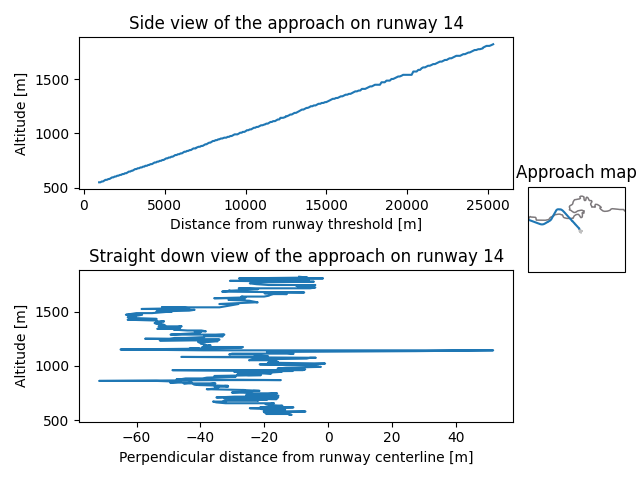 Side view of the approach on runway 14
Altitude [m]
1500
1000
500
0
5000
10000
15000
20000
25000
Distance from runway threshold [m]
Approach map
Straight down view of the approach on runway 14
Altitude [m]
1500
1000
500
−60
−40
−20
0
20
40
Perpendicular distance from runway centerline [m]